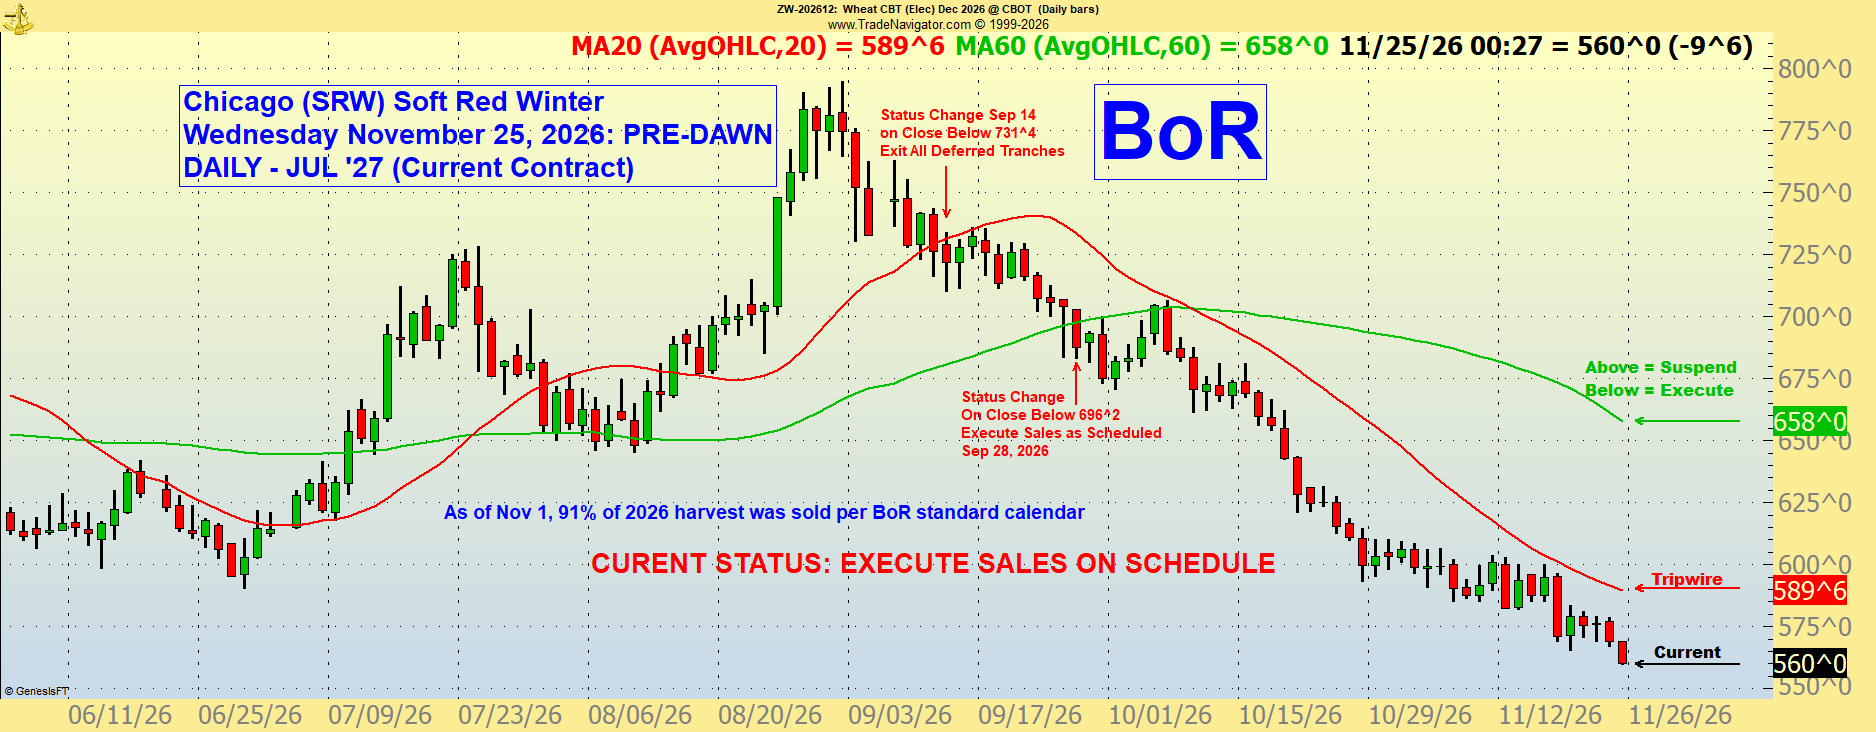 ZW-202612: Wheat CBT (Elec) Dec 2026 @ CBOT (Daily bars)
www.TradeNavigator.com © 1999-2026
MA20 (AvgOHLC,20) = 589^6 MA60 (AvgOHLC,60) = 658^0 11/25/26 00:27 = 560^0 (-9^6)
Chicago (SRW) Soft Red Winter
Wednesday November 25, 2026: PRE-DAWN
DAILY - JUL '27 (Current Contract)
Status Change Sep 14
on Close Below 731^4
Exit All Deferred Tranches
BoR
800^0
775^0
750^0
725^0
700^0
675^0
658^0
650^0
625^0
600^0
589^6
575^0
560^0
550^0
Above = Suspend
Below = Execute
Status Change
On Close Below 696^2
Execute Sales as Scheduled
Sep 28, 2026
As of Nov 1, 91% of 2026 harvest was sold per BoR standard calendar
CURENT STATUS: EXECUTE SALES ON SCHEDULE
Tripwire
Current
© GenesisFT
06/11/26 06/25/26 07/09/26 07/23/26 08/06/26 08/20/26 09/03/26 09/17/26 10/01/26 10/15/26 10/29/26 11/12/26 11/26/26